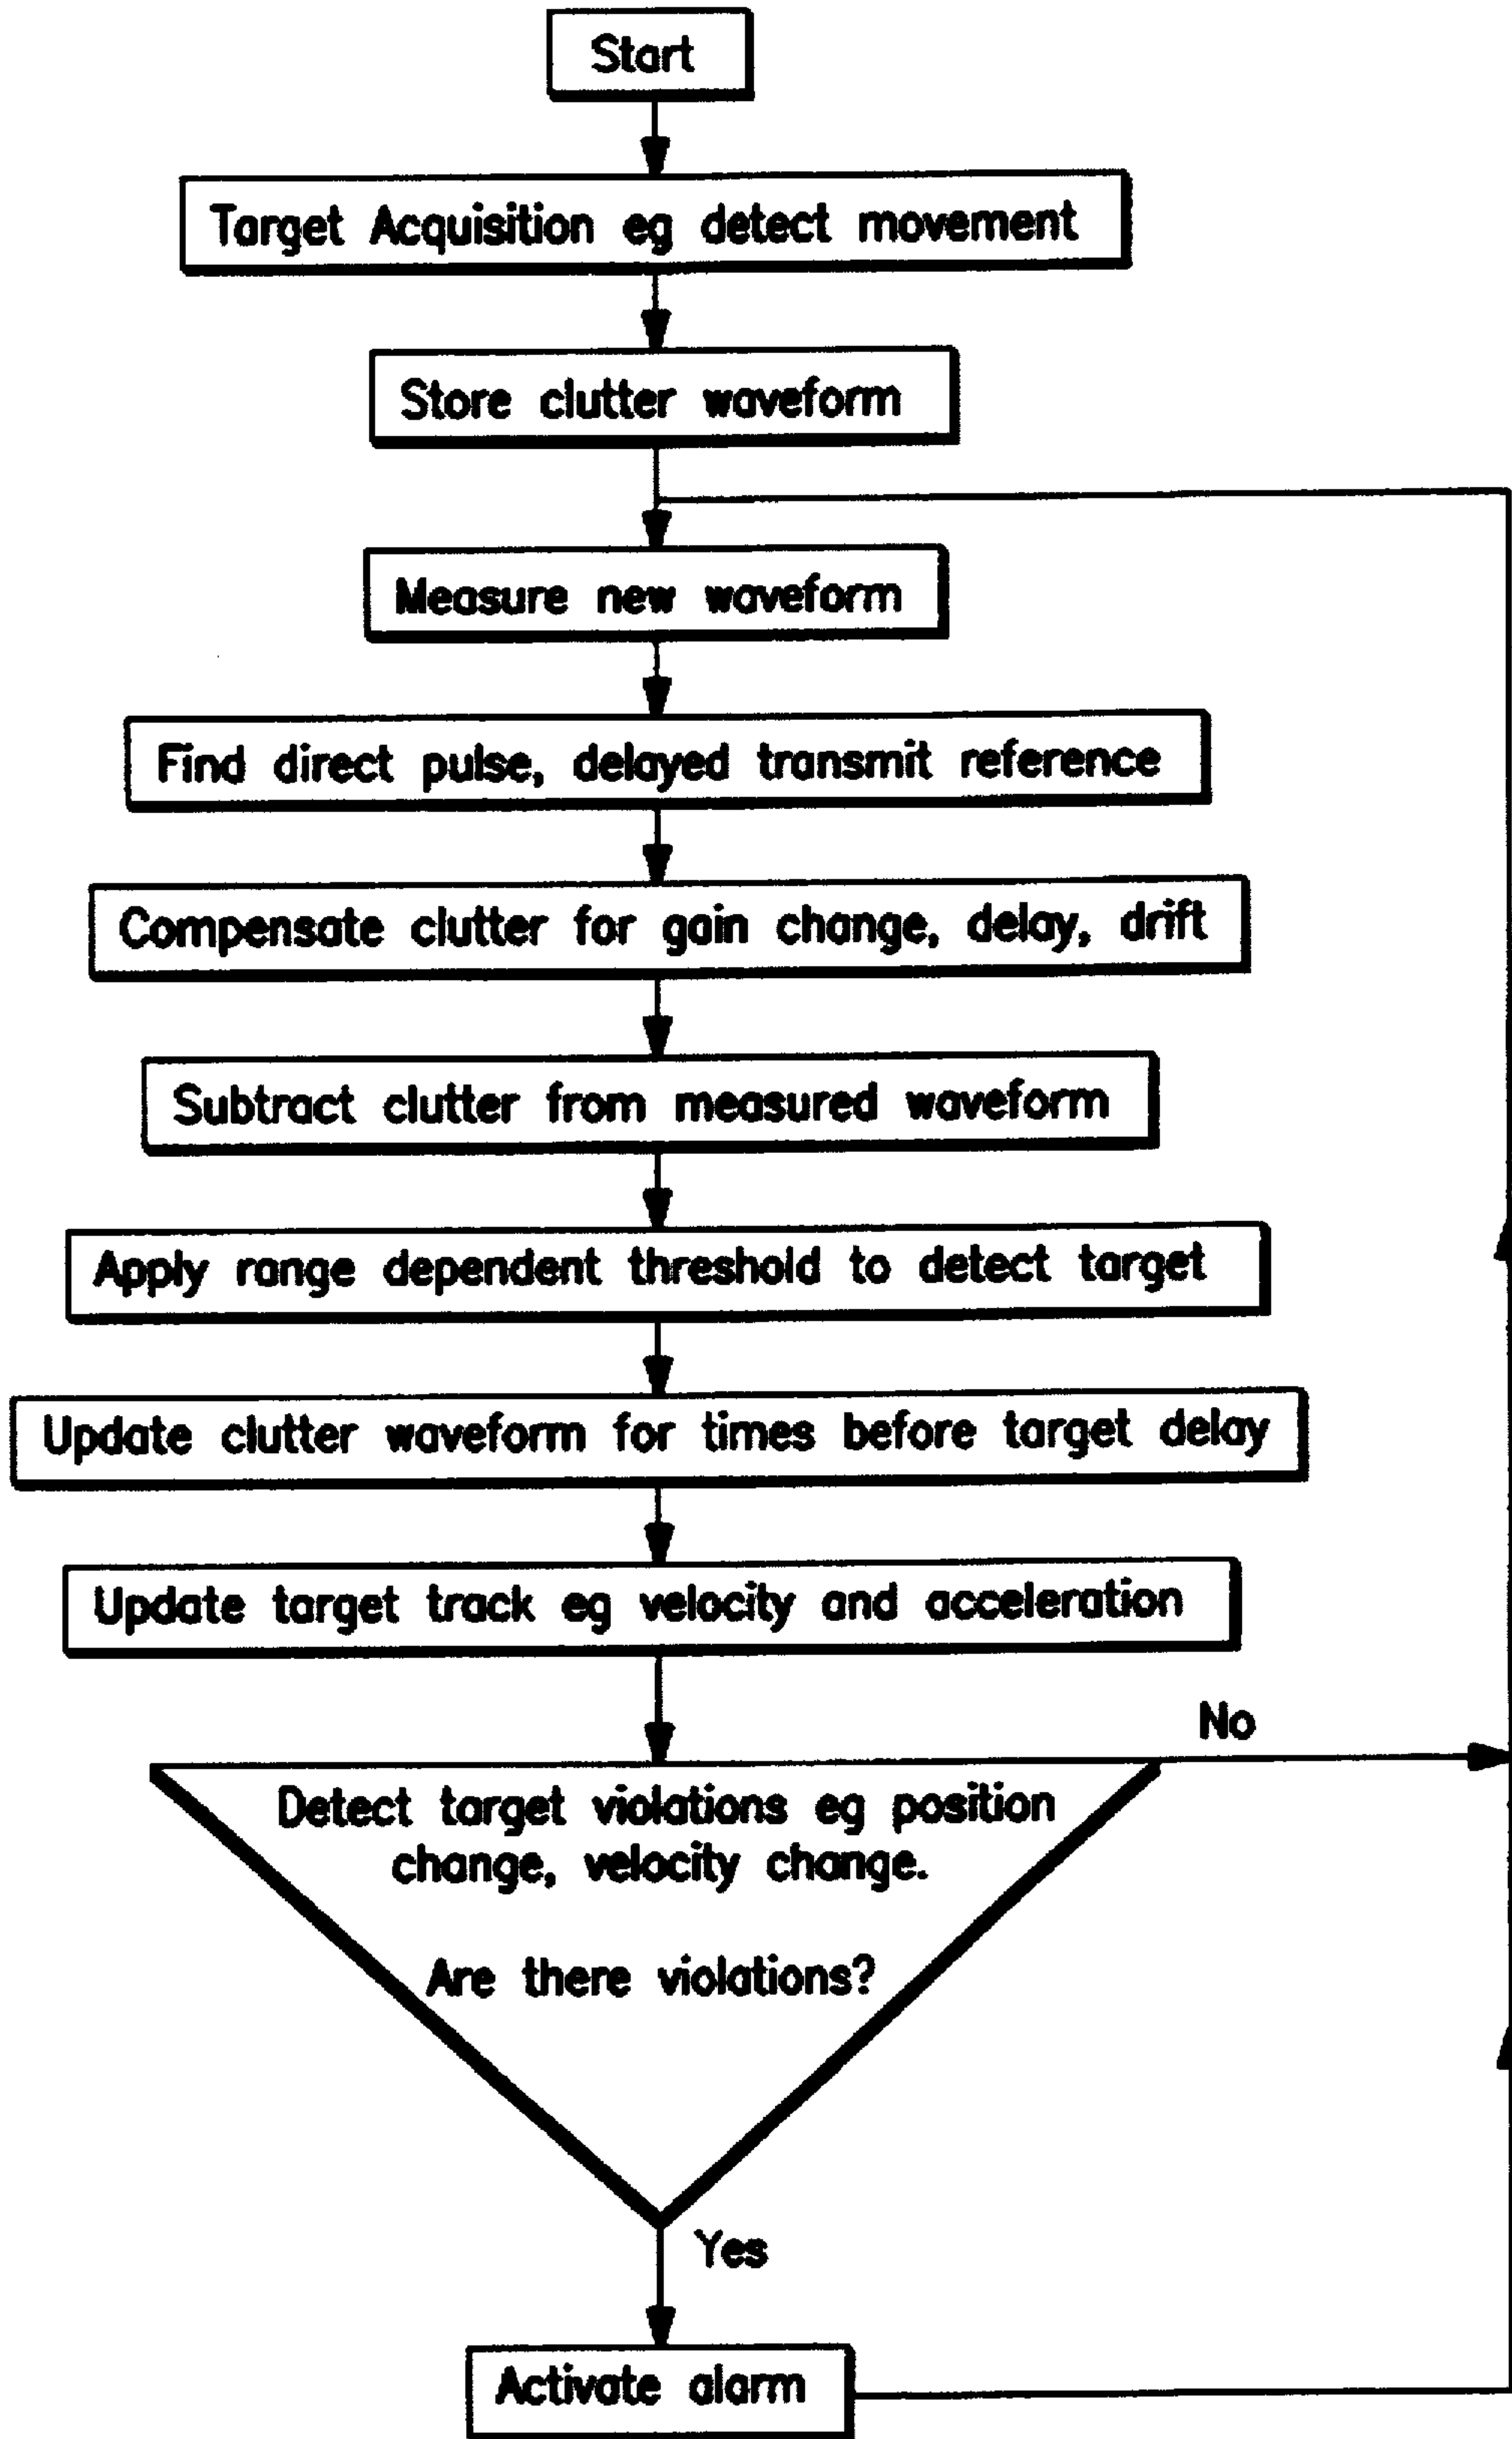 Start
Target Acquisition eg detect movement
Store clutter waveform
Measure new waveform
Find direct pulse, delayed transmit reference
Compensate clutter for gain change, delay, drift
Subtract clutter from measured waveform
Apply range dependent threshold to detect target
Update clutter waveform for times before target delay
Update target track eg velocity and acceleration
No
Detect target violations eg position
change, velocity change.
Are there violations?
Yes
Activate alarm